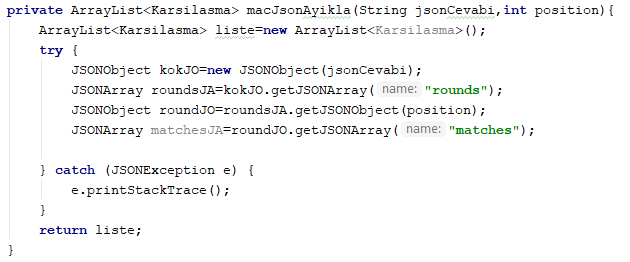 private ArrayList<Karsilasma> macJsonAyikla(String jsonCevabi,int position){
ArrayList<Karsilasma> liste=new ArrayList<Karsilasma>();
try {
JSONObject kokJO=new JSONObject(jsonCevabi);
JSONArray roundsJA=kokJO.getJSONArray( name: "rounds");
JSONObject roundJO=roundsJA.getJSONObject(position);
JSONArray matchesJA=roundJO.getJSONArray( name: "matches");
} catch (JSONException e) {
e.printStackTrace();
}
return liste;
}